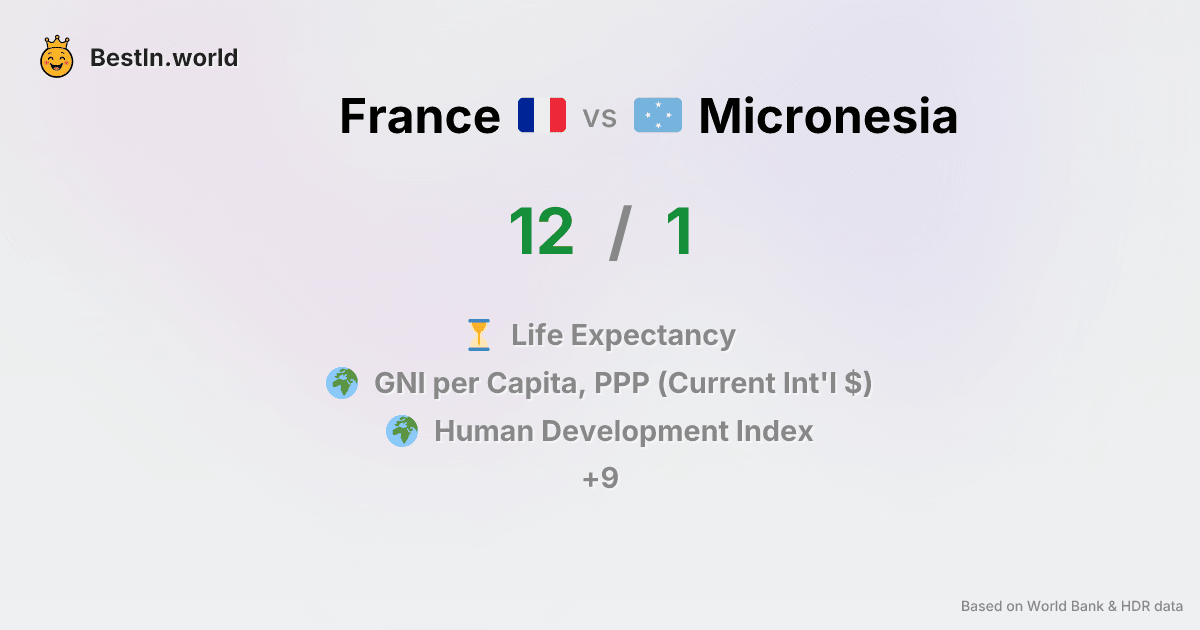 BestIn.world
France vs Micronesia
12 / 1
Life Expectancy
GNI per Capita, PPP (Current Int'l $)
Human Development Index
+9
Based on World Bank & HDR data